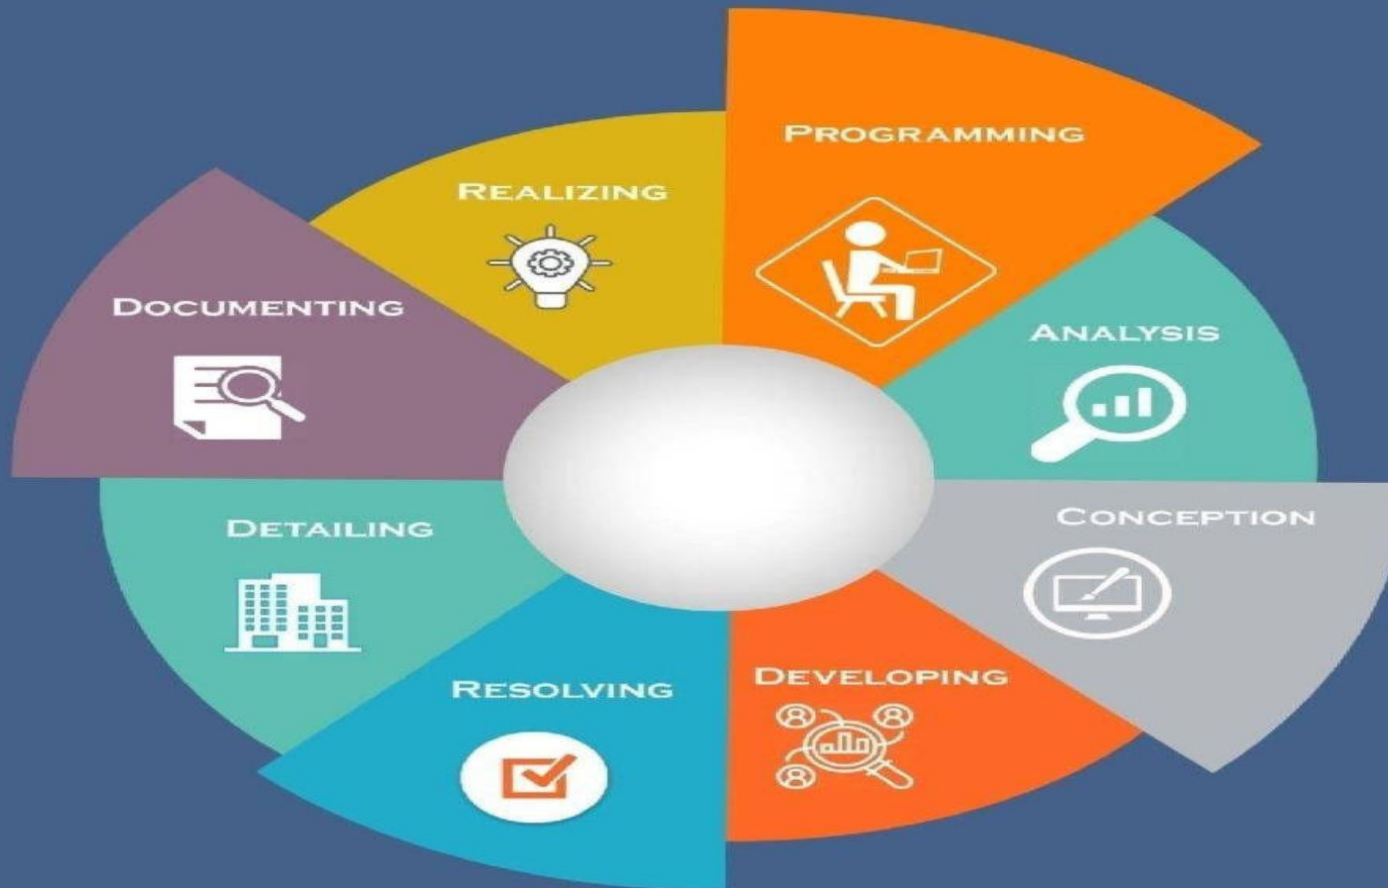 PROGRAMMING
REALIZING
ANALYSIS
DOCUMENTING
CONCEPTION
DETAILING
DEVELOPING
RESOLVING